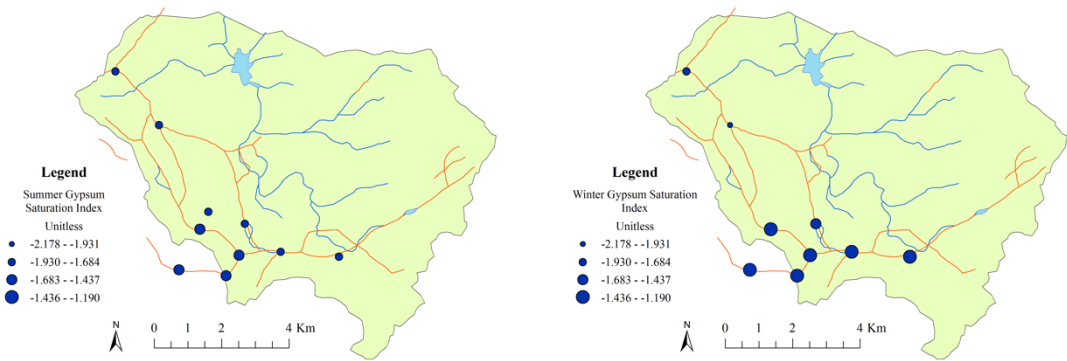 Legend
Summer Gypsum
Saturation Index
Unitless
-2.178 - -1.931
-1.930 - -1.684
-1.683 - -1.437
-1.436 - -1.190
N
0 1 2 4 Km
Legend
Winter Gypsum Saturation
Index
Unitless
-2.178 - -1.931
-1.930 - -1.684
-1.683 - -1.437
-1.436 - -1.190
N
0 1 2 4 Km